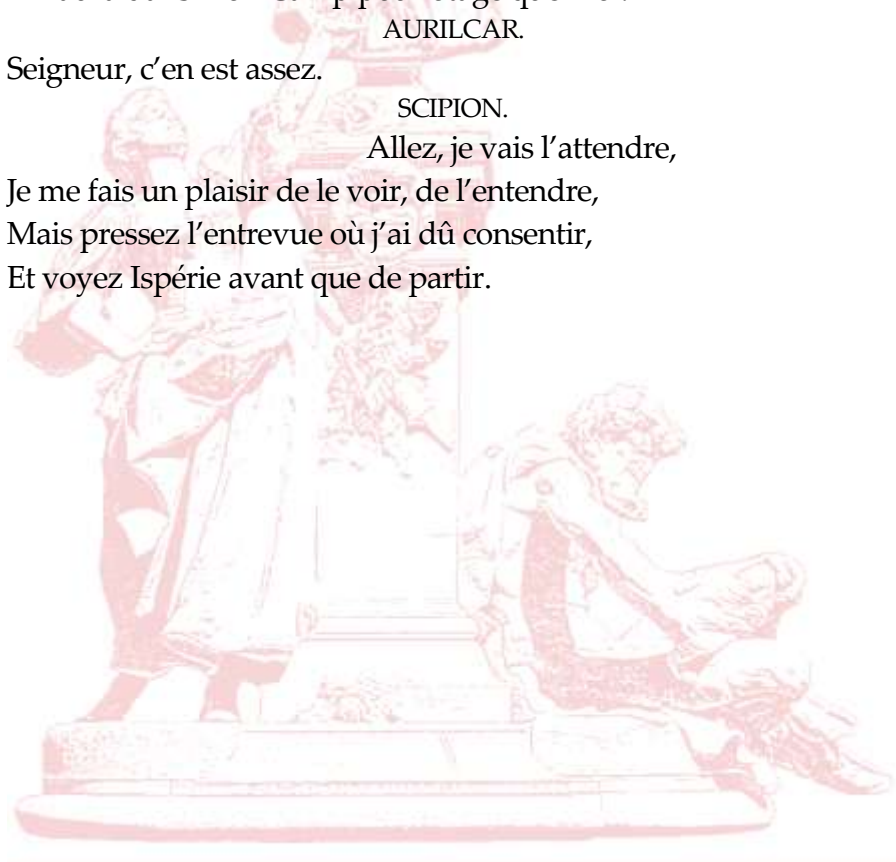 AURILCAR.
Seigneur, c’en est assez.
SCIPION.
Allez, je vais l’attendre,
Je me fais un plaisir de le voir, de l’entendre,
Mais pressez l’entrevue où j’ai dû consentir,
Et voyez Ispérie avant que de partir.